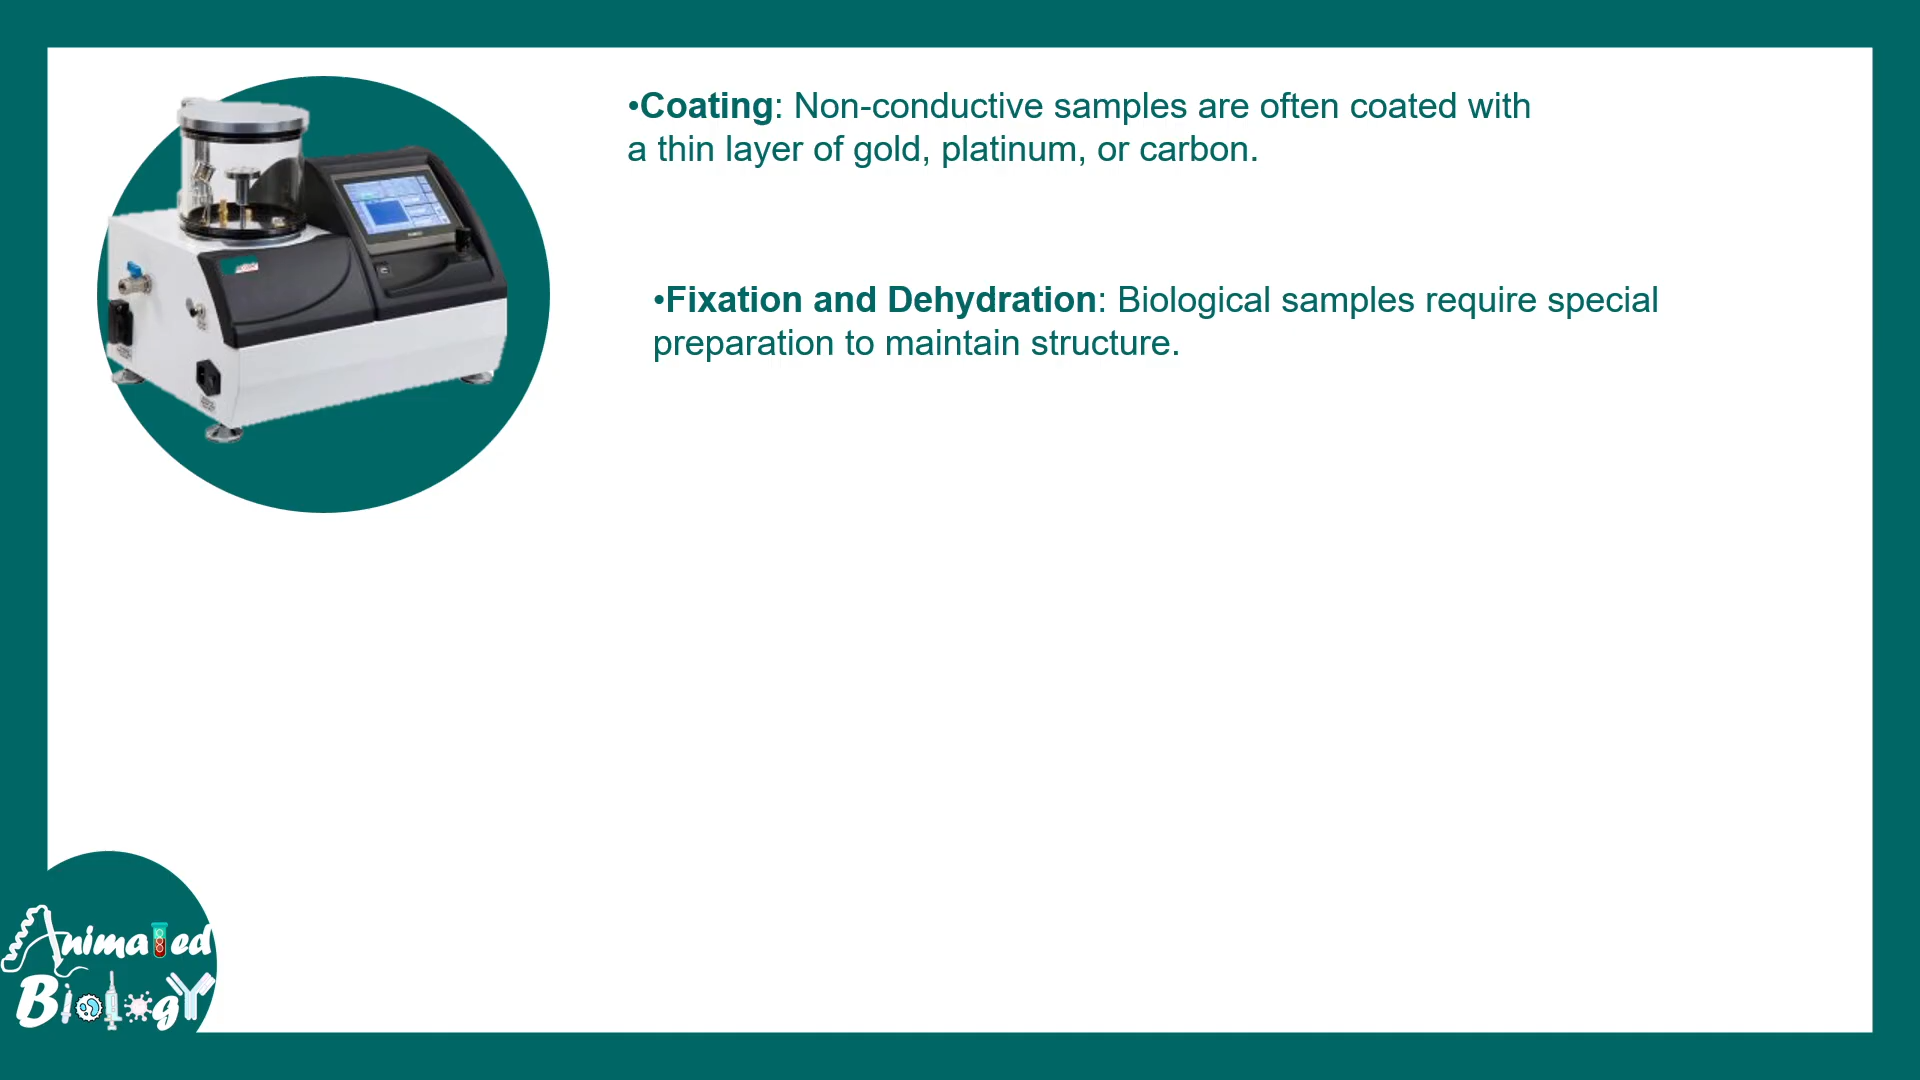 •Coating: Non-conductive samples are often coated with
a thin layer of gold, platinum, or carbon.
•Fixation and Dehydration: Biological samples require special
preparation to maintain structure.
Animated
Biology